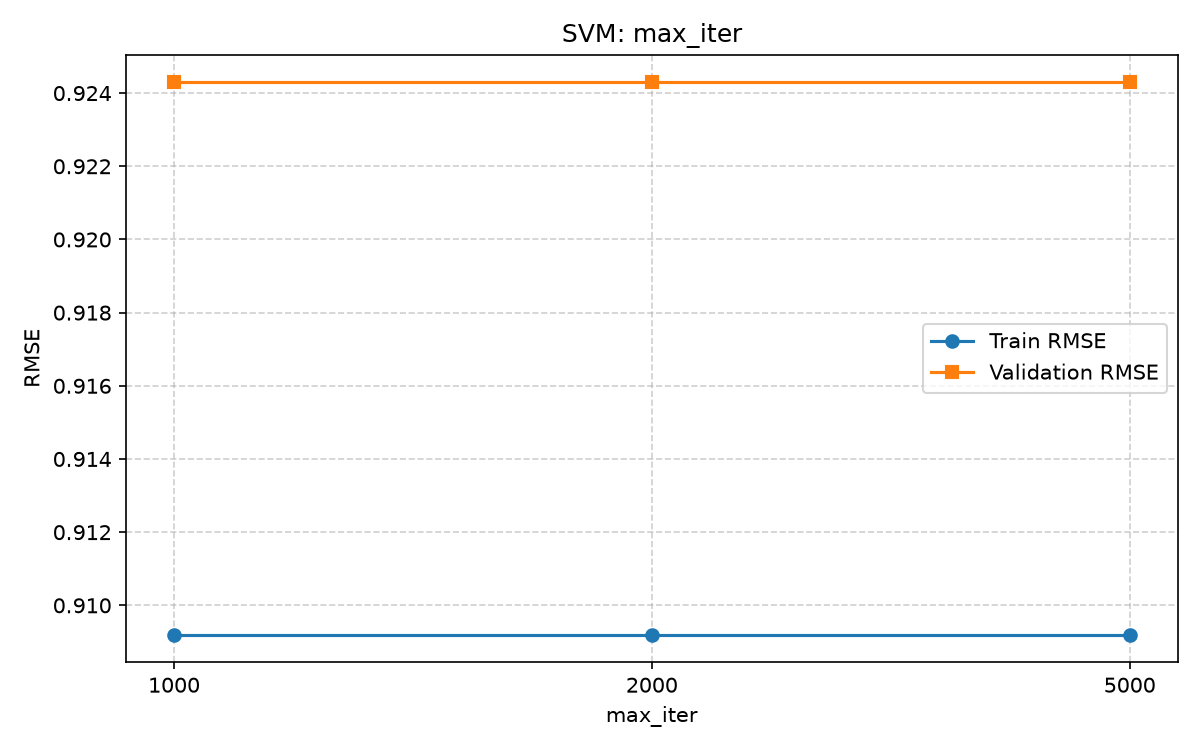 SVM: max_iter
0.924
0.922
0.920
0.918
0.916
0.914
0.912
0.910
RMSE
Train RMSE
Validation RMSE
1000
2000
5000
max_iter